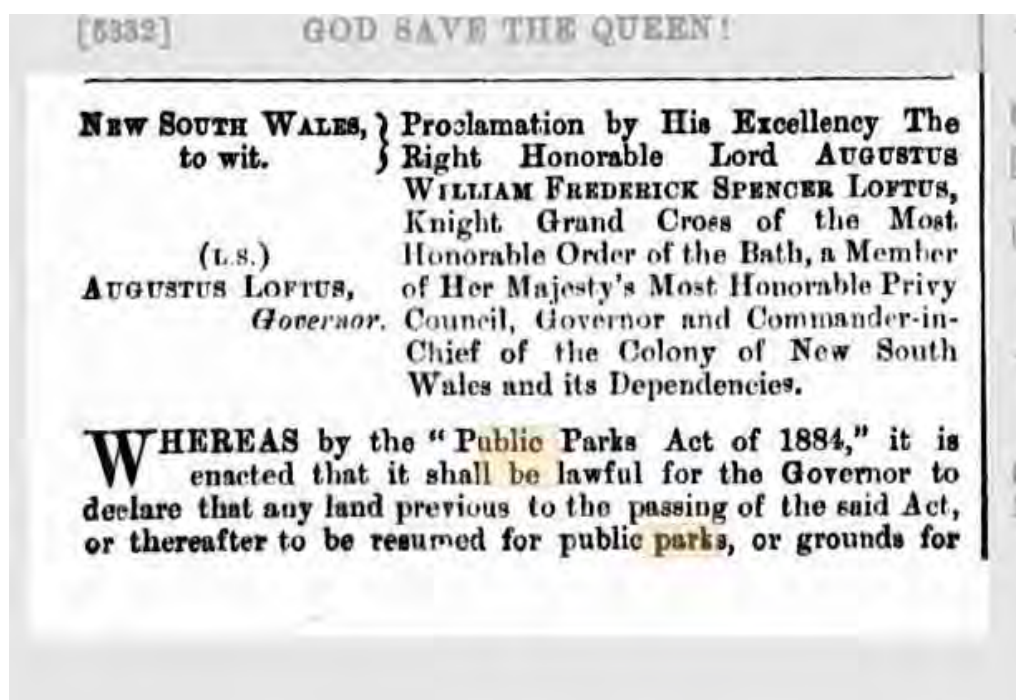 [5332] GOD SAVE THE QUEEN!
NEW SOUTH WALES, } Proclamation by His Excellency The
to wit. } Right Honorable Lord AUGUSTUS
WILLIAM FREDERICK SPENCER LOFTUS,
Knight Grand Cross of the Most
(L.S.) Honorable Order of the Bath, a Member
AUGUSTUS LOFTUS, of Her Majesty's Most Honorable Privy
Governor. Council, Governor and Commander-in-
Chief of the Colony of New South
Wales and its Dependencies.
WHEREAS by the "Public Parks Act of 1884," it is
enacted that it shall be lawful for the Governor to
declare that any land previous to the passing of the said Act,
or thereafter to be resumed for public parks, or grounds for